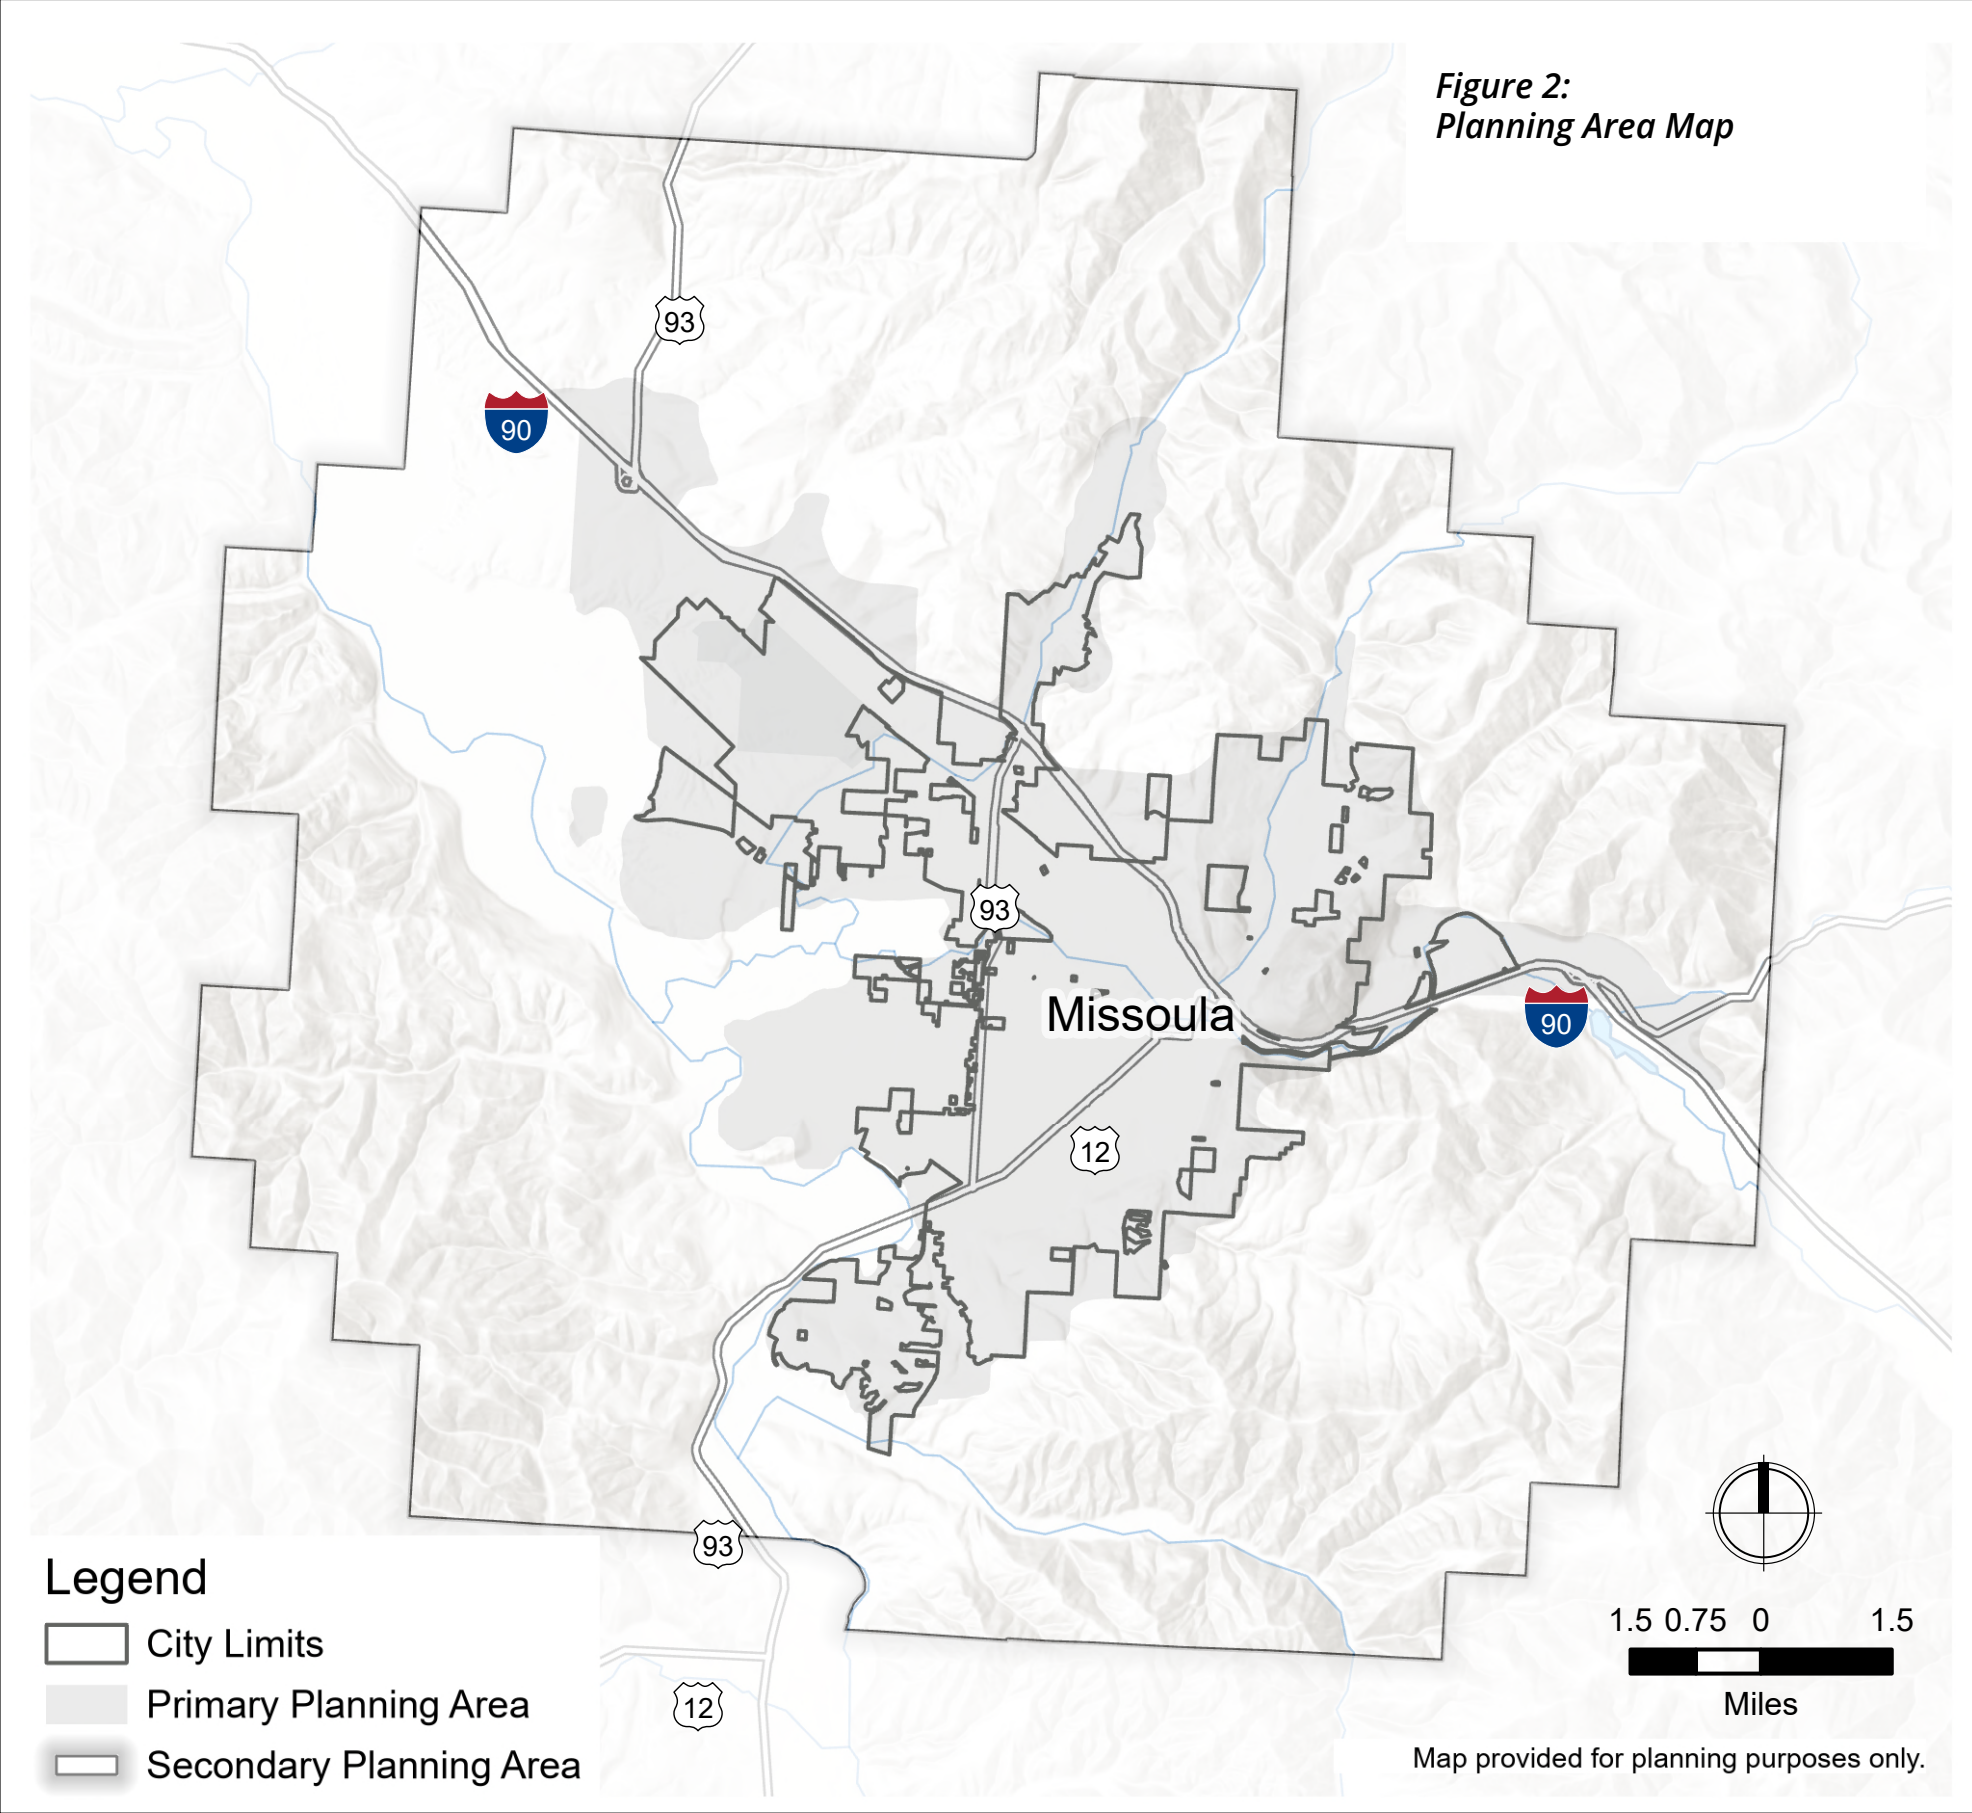 Figure 2:
Planning Area Map
93
90
93
Missoula
90
12
93
12
Legend
City Limits
Primary Planning Area
Secondary Planning Area
1.5 0.75 0 1.5
Miles
Map provided for planning purposes only.